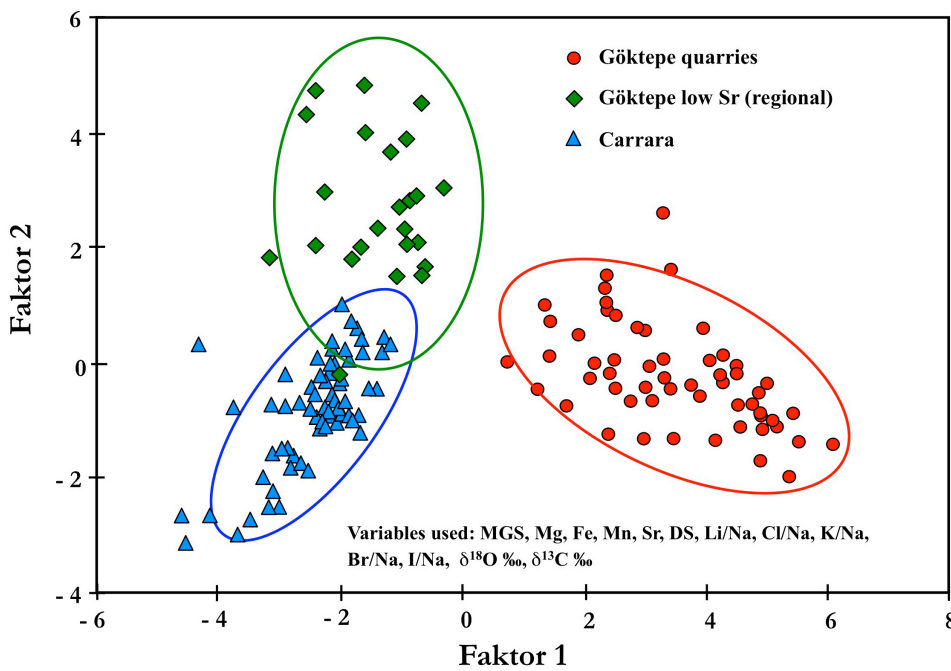 6
4
2
0
- 2
- 4
Faktor 2
Göktepe quarries
Göktepe low Sr (regional)
Carrara
Variables used: MGS, Mg, Fe, Mn, Sr, DS, Li/Na, Cl/Na, K/Na,
Br/Na, I/Na, δ18O ‰, δ13C ‰
- 6
- 4
- 2
0
2
4
6
8
Faktor 1